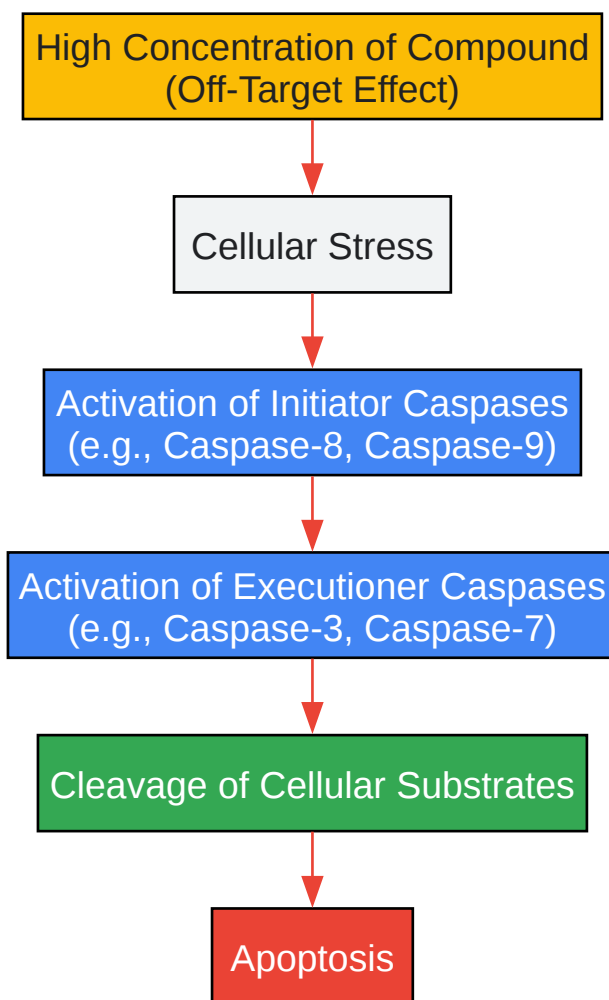 High Concentration of Compound
(Off-Target Effect)
Cellular Stress
Activation of Initiator Caspases
(e.g., Caspase-8, Caspase-9)
Activation of Executioner Caspases
(e.g., Caspase-3, Caspase-7)
Cleavage of Cellular Substrates
Apoptosis